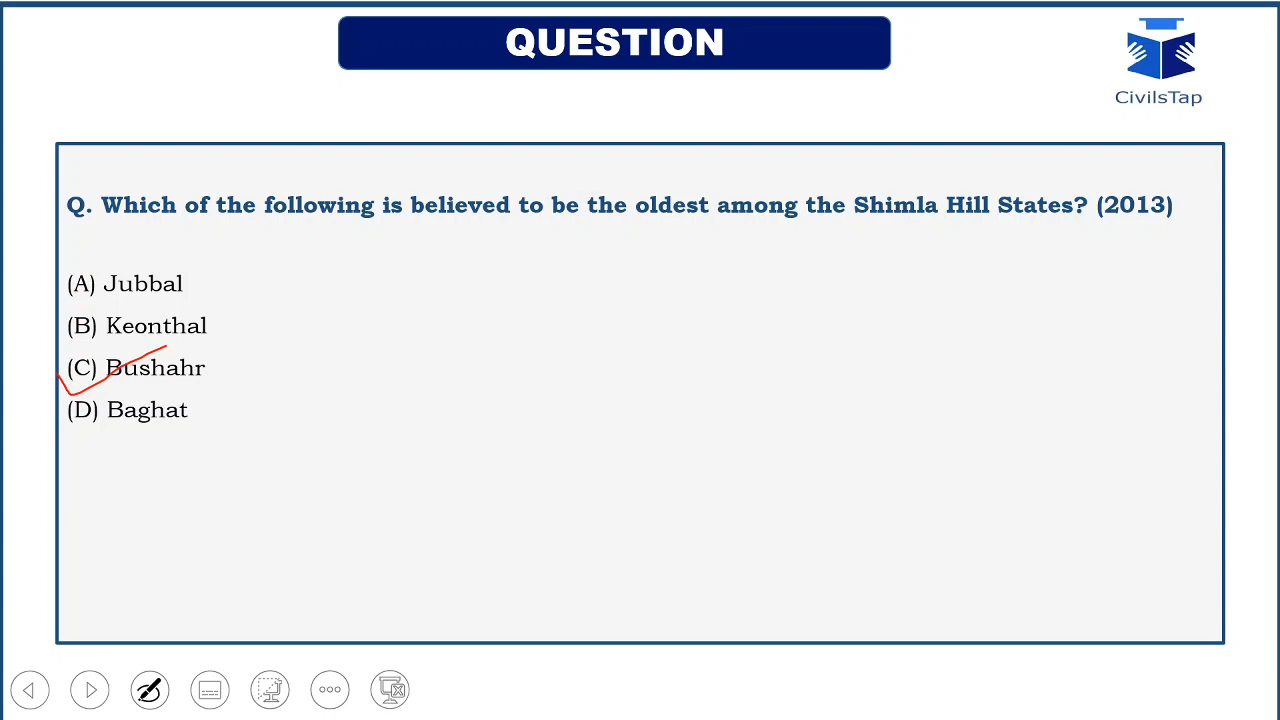 QUESTION
CivilsTap
Q. Which of the following is believed to be the oldest among the Shimla Hill States? (2013)
(A) Jubbal
(B) Keonthal
(C) Bushahr
(D) Baghat